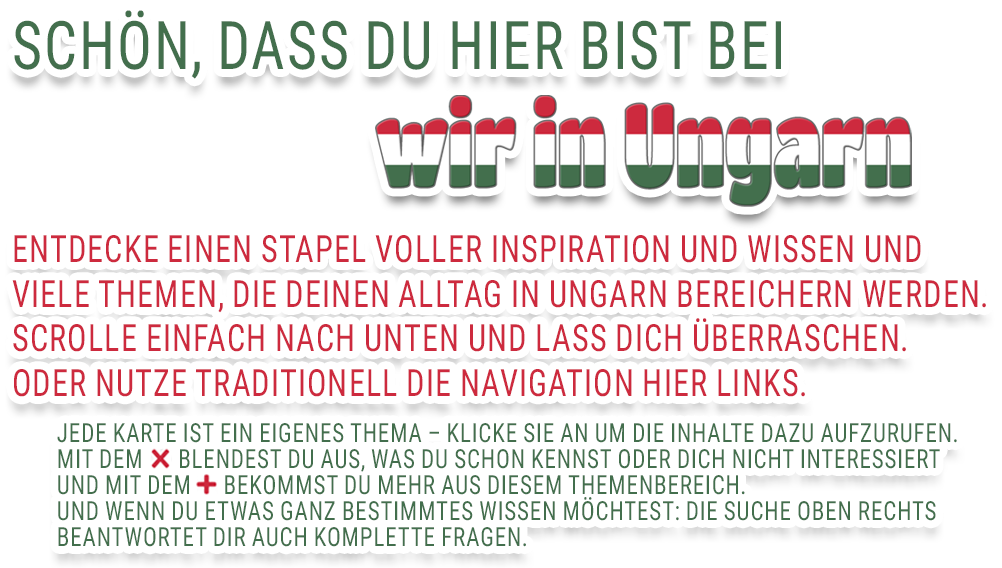 SCHÖN, DASS DU HIER BIST BEI
wir in Ungarn
ENTDECKE EINEN STAPEL VOLLER INSPIRATION UND WISSEN UND
VIELE THEMEN, DIE DEINEN ALLTAG IN UNGARN BEREICHERN WERDEN.
SCROLLE EINFACH NACH UNTEN UND LASS DICH ÜBERRASCHEN.
ODER NUTZE TRADITIONELL DIE NAVIGATION HIER LINKS.
JEDE KARTE IST EIN EIGENES THEMA – KLICKE SIE AN UM DIE INHALTE DAZU AUFZURUFEN.
MIT DEM ✖ BLENDEST DU AUS, WAS DU SCHON KENNST ODER DICH NICHT INTERESSIERT
UND MIT DEM ✚ BEKOMMST DU MEHR AUS DIESEM THEMENBEREICH.
UND WENN DU ETWAS GANZ BESTIMMTES WISSEN MÖCHTEST: DIE SUCHE OBEN RECHTS
BEANTWORTET DIR AUCH KOMPLETTE FRAGEN.